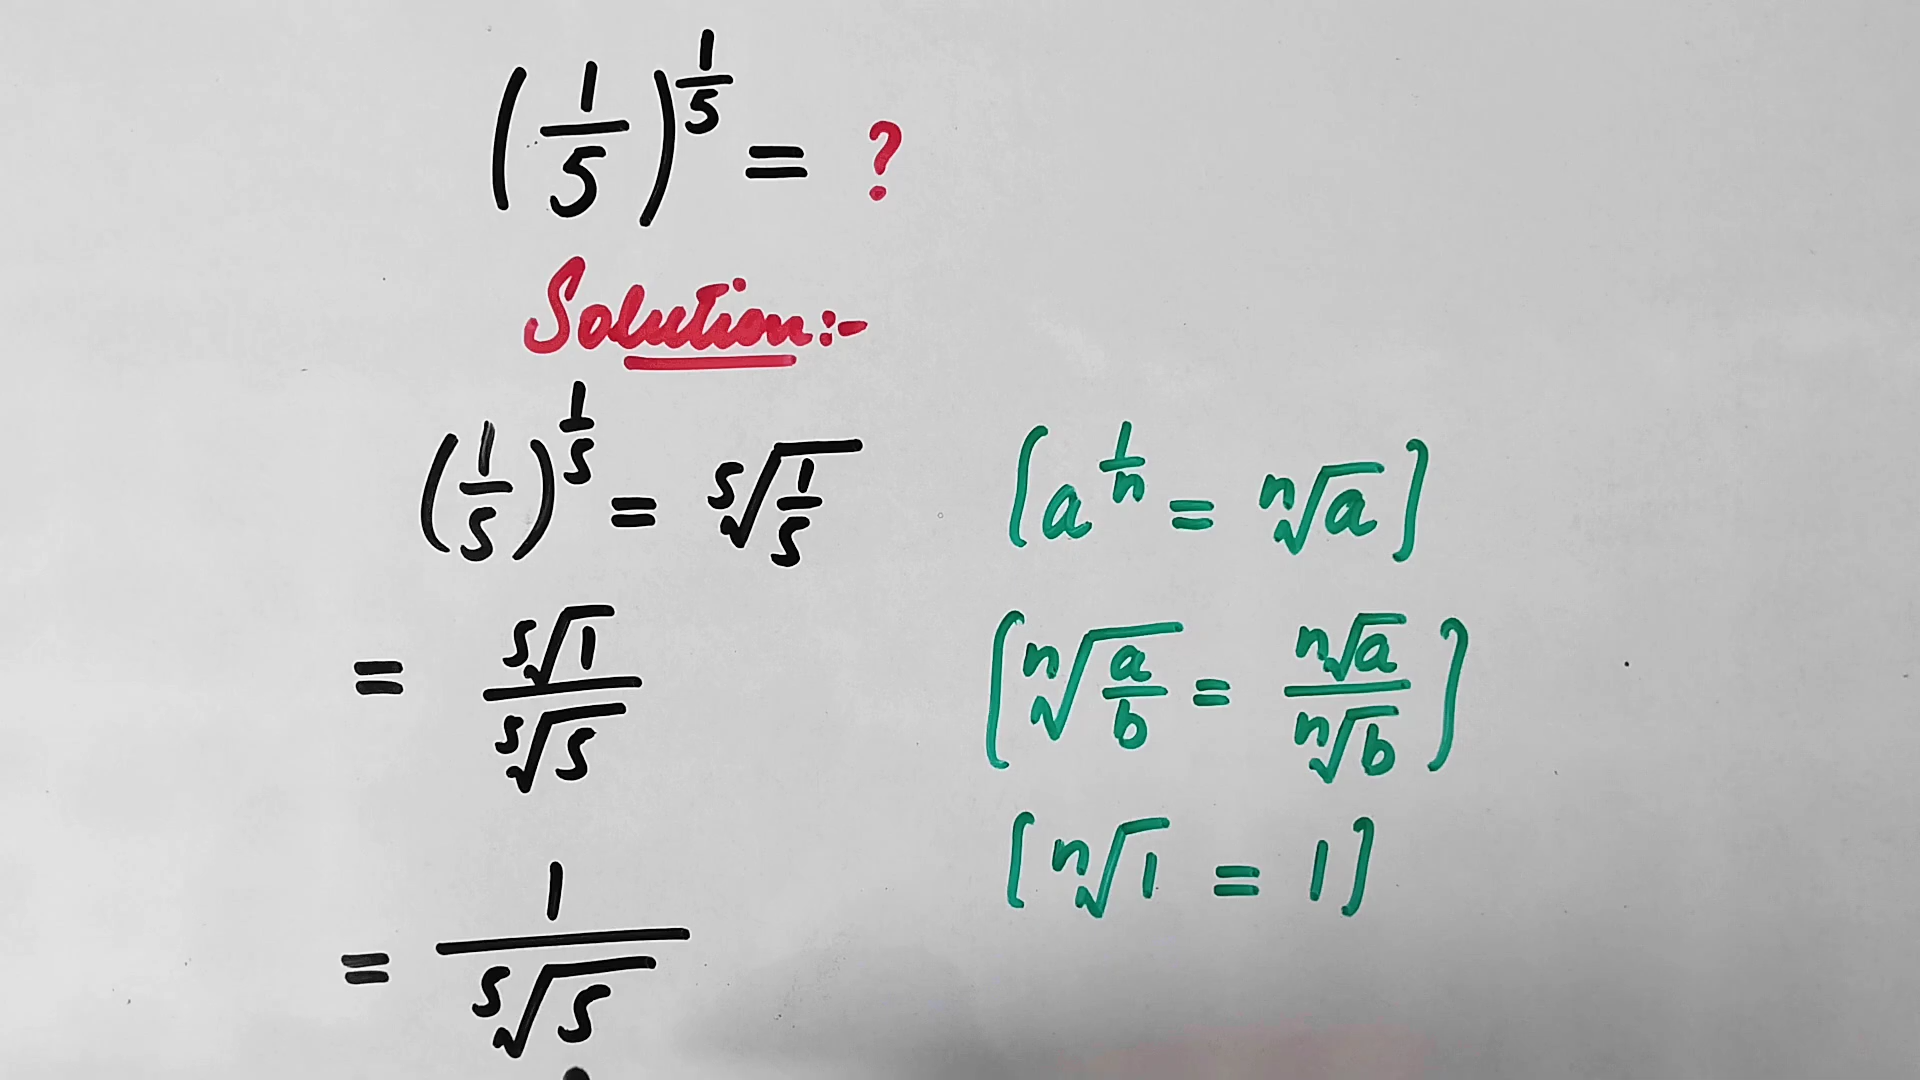 (1/5)^(1/5) = ?
Solution:-
(1/5)^(1/5) = ⁵√(1/5) [a^(1/n) = ⁿ√a]
= ⁵√1/⁵√5 [ⁿ√(a/b) = ⁿ√a/ⁿ√b]
= 1/⁵√5 [ⁿ√1 = 1]